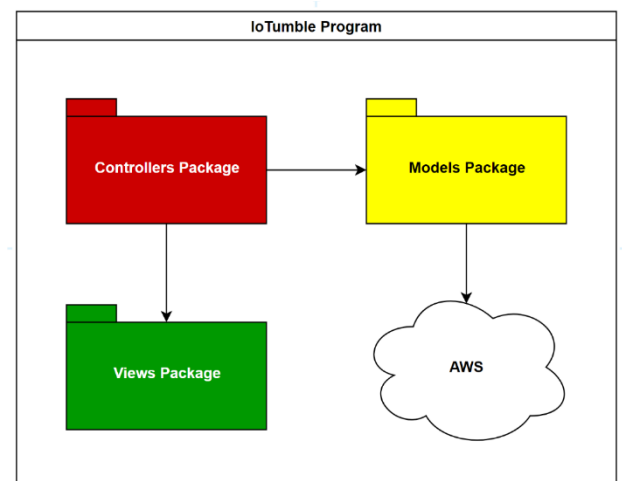 IoTumble Program
Controllers Package
Models Package
Views Package
AWS